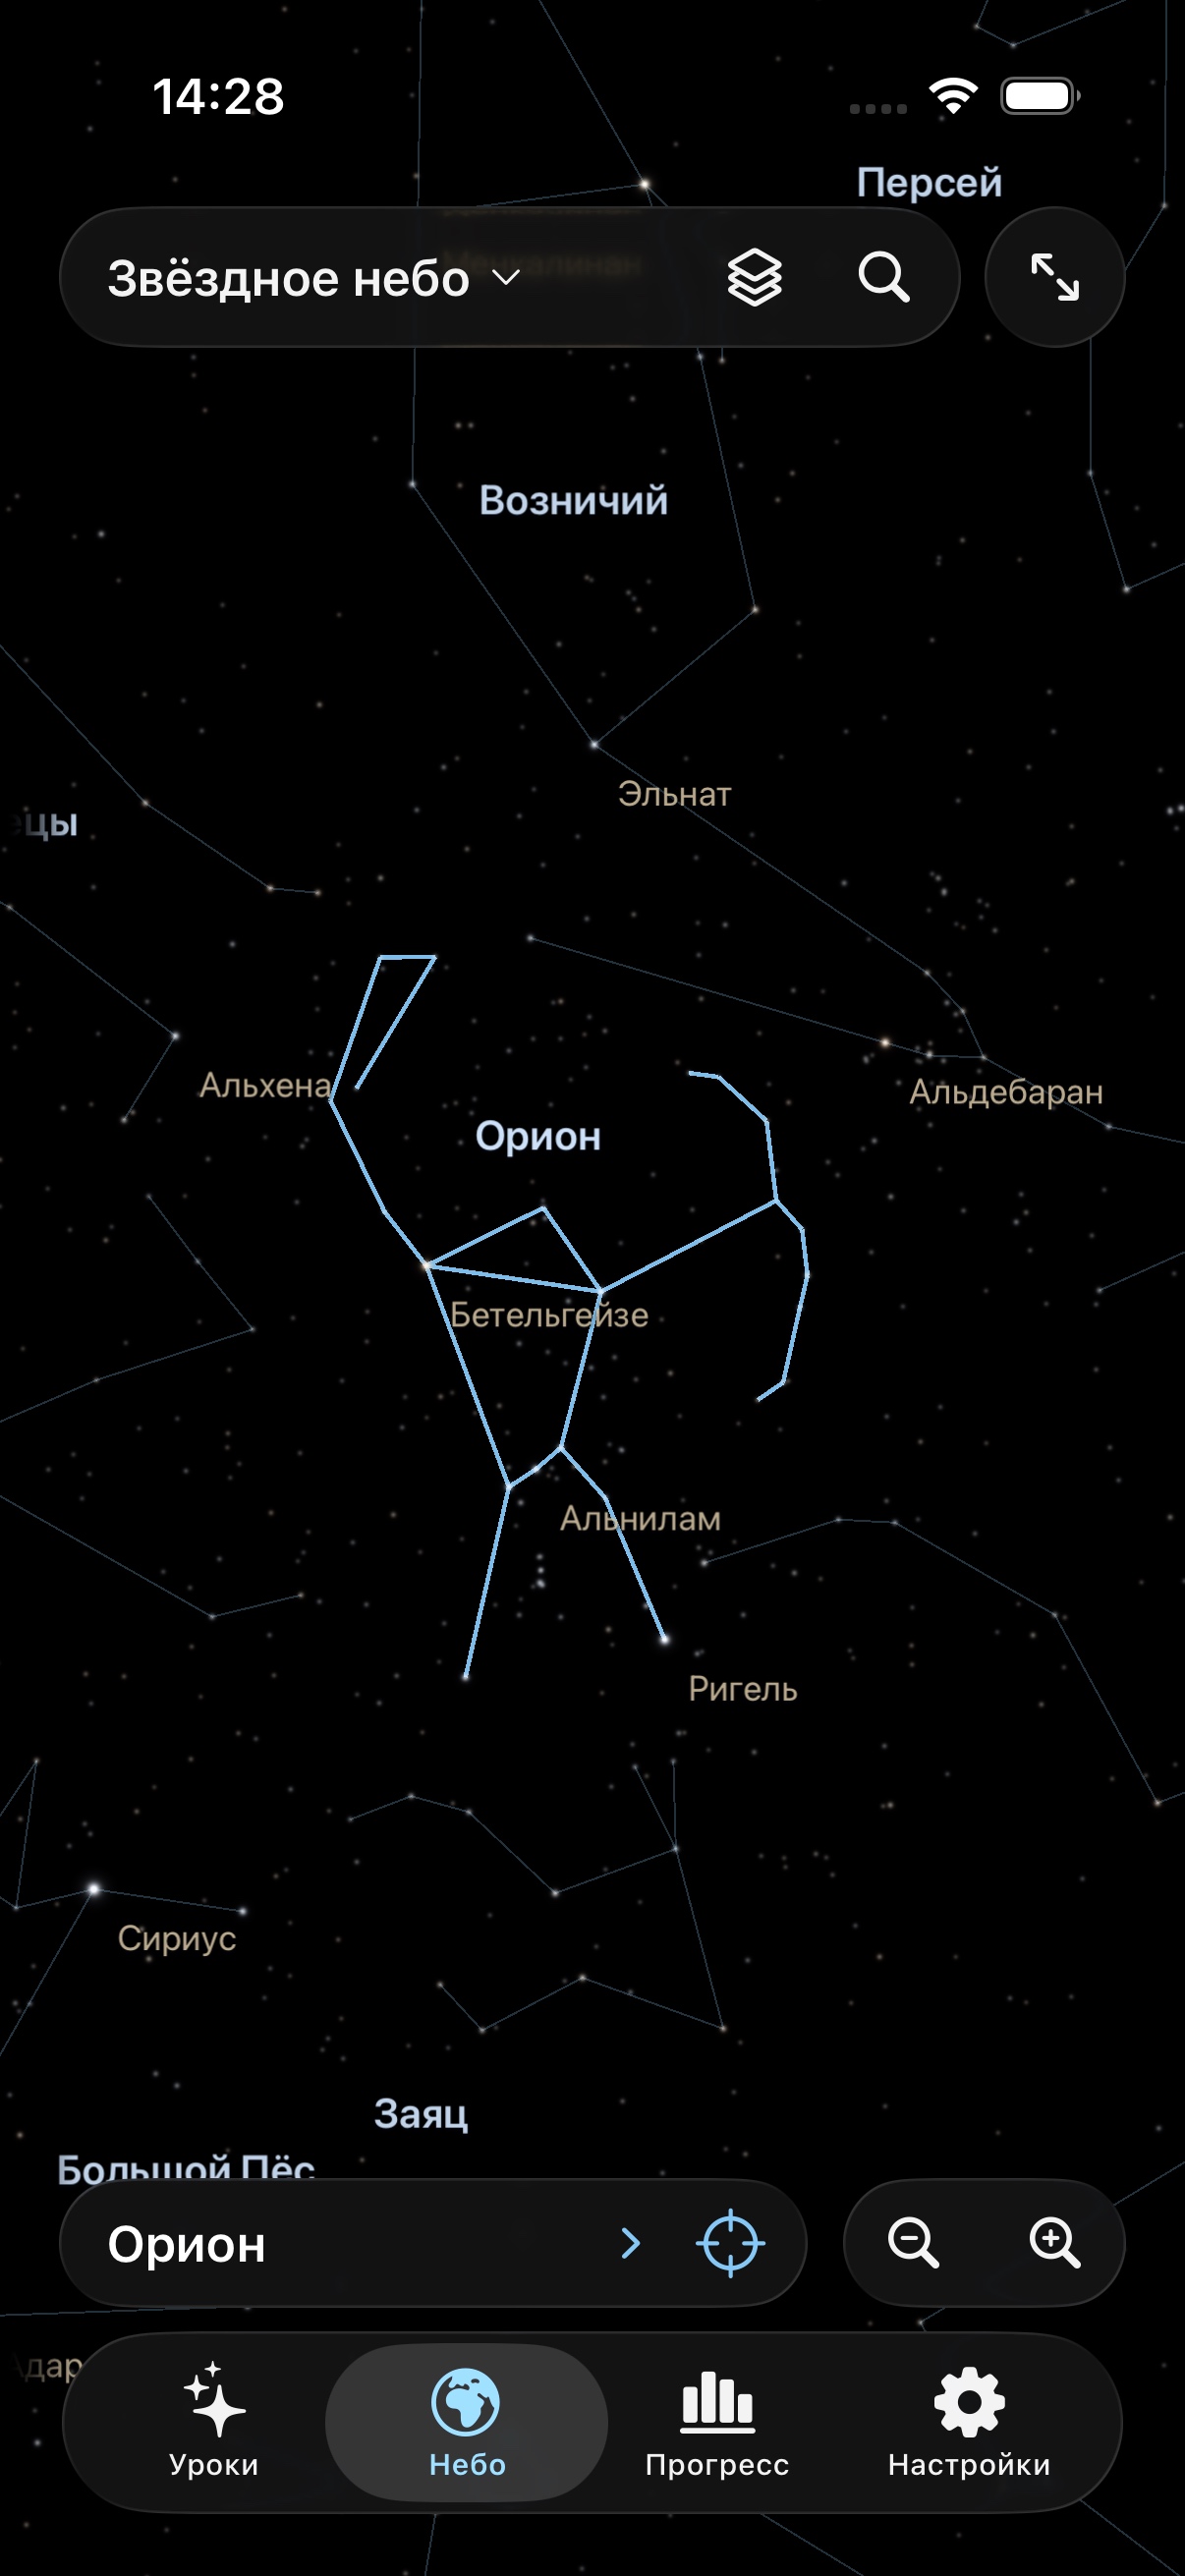 14:28
Персей
Звёздное небо
Возничий
Эльнат
цы
Альхена
Альдебаран
Орион
Бетельгейзе
Альнилам
Ригель
Сириус
Заяц
Большой Пёс
Орион
Адар
Уроки
Небо
Прогресс
Настройки